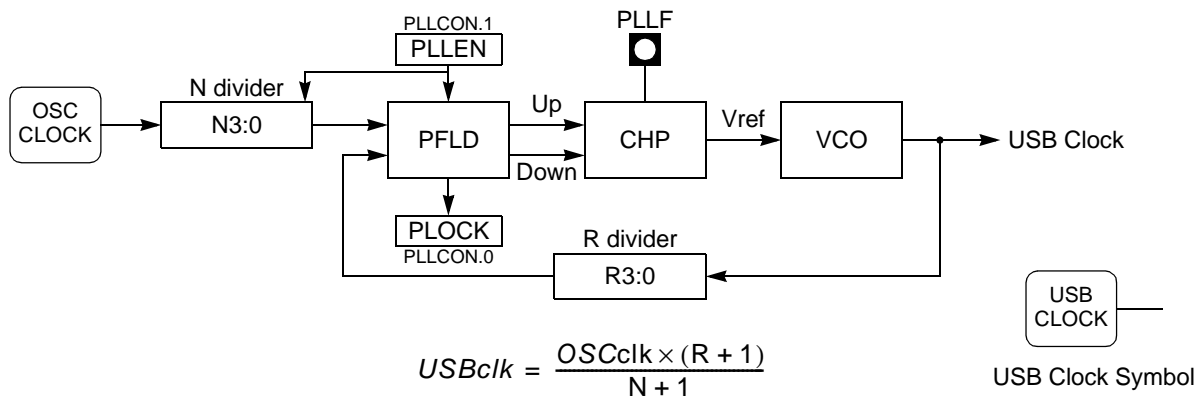 PLLCON.1
PLLEN
PLLF
N divider
OSC
CLOCK
N3:0
PFLD
Up
Down
CHP
Vref
VCO
USB Clock
PLOCK
PLLCON.0
R divider
R3:0
USB
CLOCK
USBclk = OSCclk × (R + 1)
N + 1
USB Clock Symbol